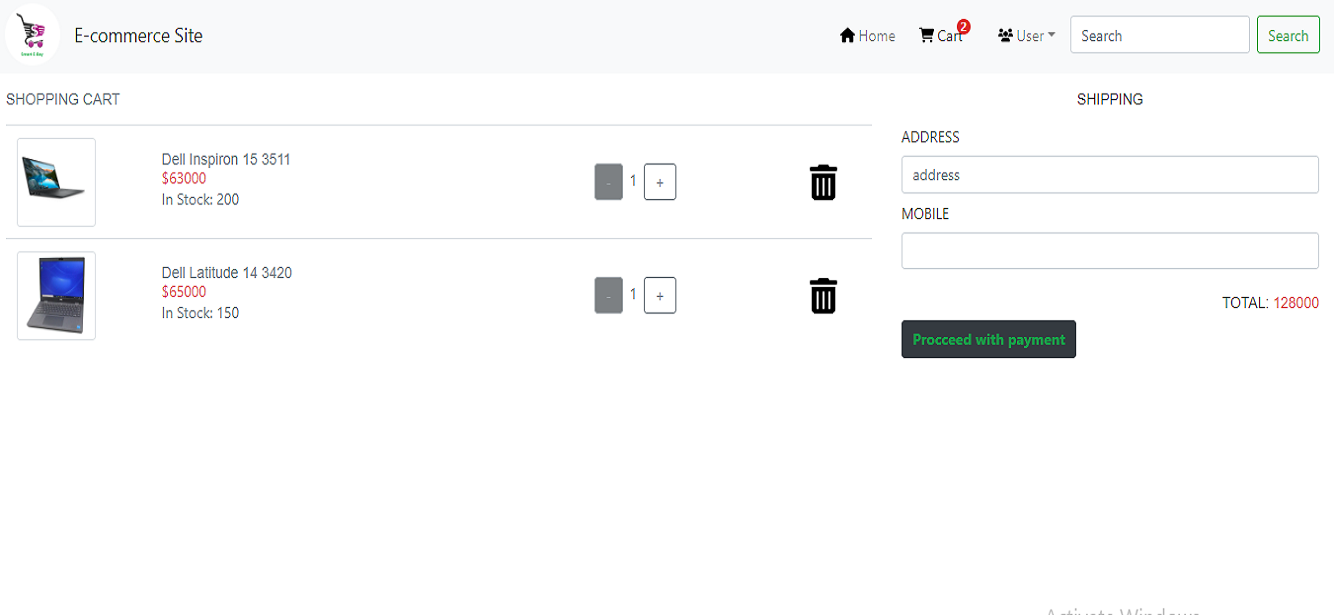 E-commerce Site
Home Cart 2 User Search Search
SHOPPING CART
Dell Inspiron 15 3511
$63000
In Stock: 200
- 1 +
Dell Latitude 14 3420
$65000
In Stock: 150
- 1 +
SHIPPING
ADDRESS
address
MOBILE
TOTAL: 128000
Procceed with payment
Activate Windows